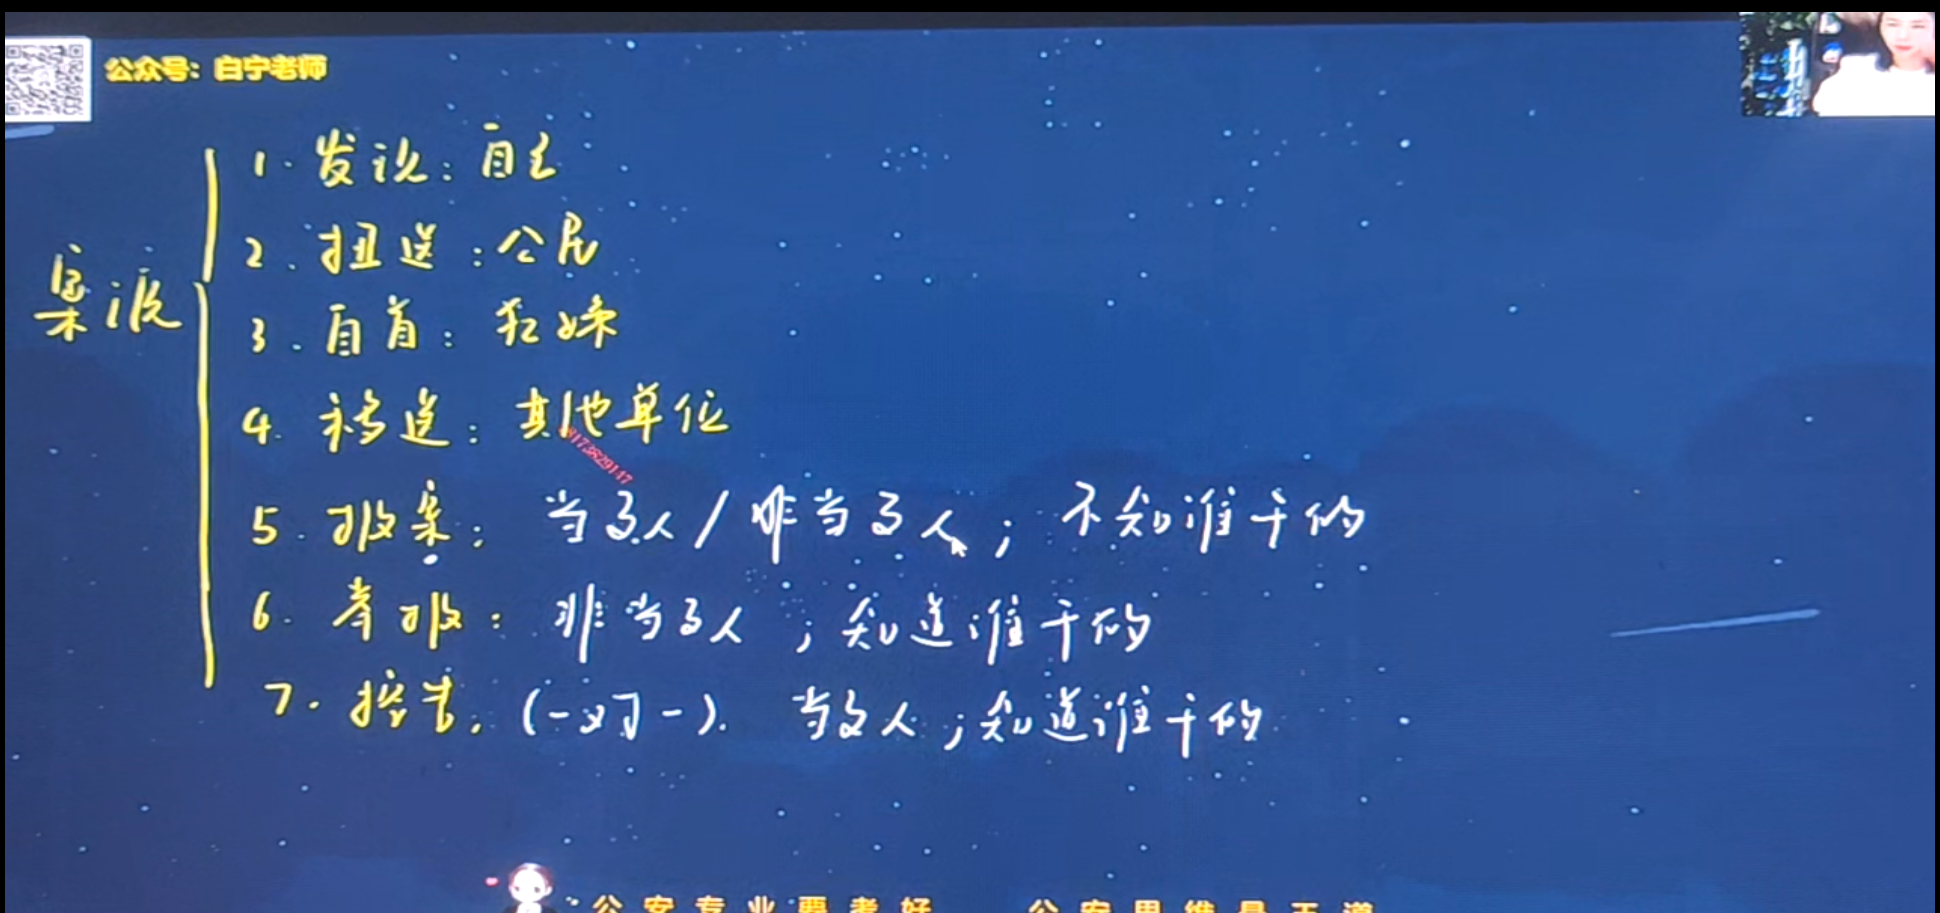 公众号：白宁老师
案源
1. 发现：自己
2. 扭送：公民
3. 自首：犯嫌
4. 移送：其他单位
5. 报案：当事人/非当事人；不知谁干的
6. 举报：非当事人；知道谁干的
7. 控告．(一对一). 当事人；知道谁干的
公安专业要考好 公安思维是王道